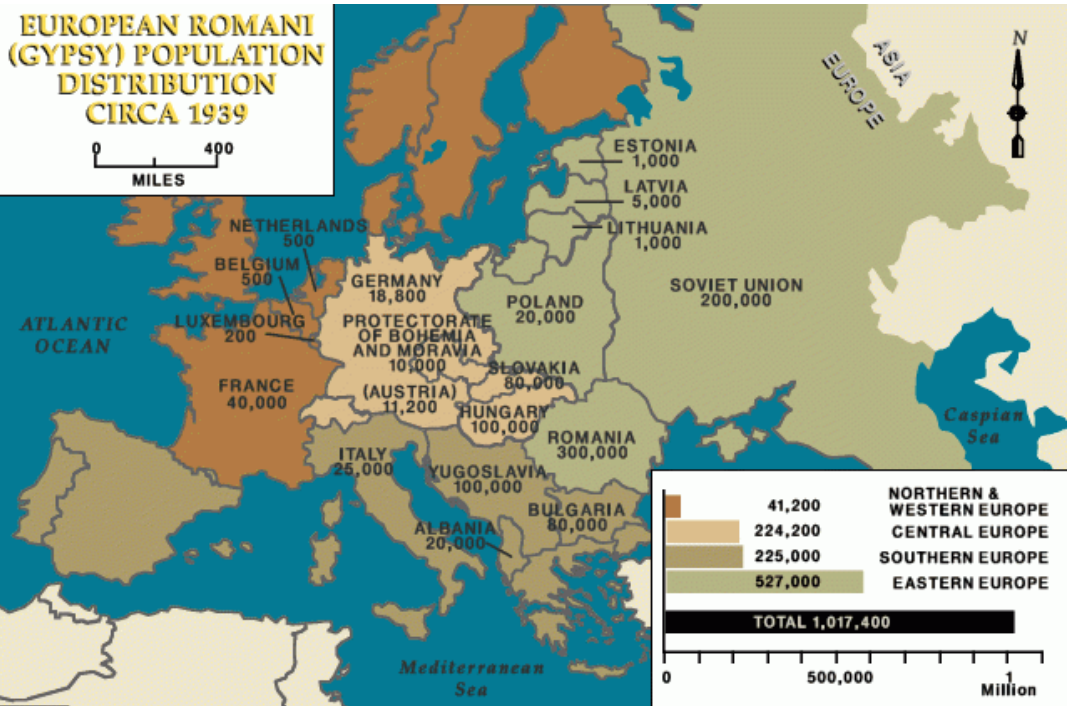 EUROPEAN ROMANI
(GYPSY) POPULATION
DISTRIBUTION
CIRCA 1939
0 400
MILES
N
ASIA
EUROPE
ESTONIA
1,000
LATVIA
5,000
LITHUANIA
1,000
NETHERLANDS
500
BELGIUM
500
LUXEMBOURG
200
GERMANY
18,800
PROTECTORATE
OF BOHEMIA
AND MORAVIA
10,000
POLAND
20,000
SOVIET UNION
200,000
ATLANTIC
OCEAN
FRANCE
40,000
(AUSTRIA)
11,200
SLOVAKIA
80,000
HUNGARY
100,000
ROMANIA
300,000
Caspian
Sea
ITALY
25,000
YUGOSLAVIA
100,000
BULGARIA
80,000
ALBANIA
20,000
Mediterranean
Sea
41,200 NORTHERN &
WESTERN EUROPE
224,200 CENTRAL EUROPE
225,000 SOUTHERN EUROPE
527,000 EASTERN EUROPE
TOTAL 1,017,400
0 500,000 1
Million